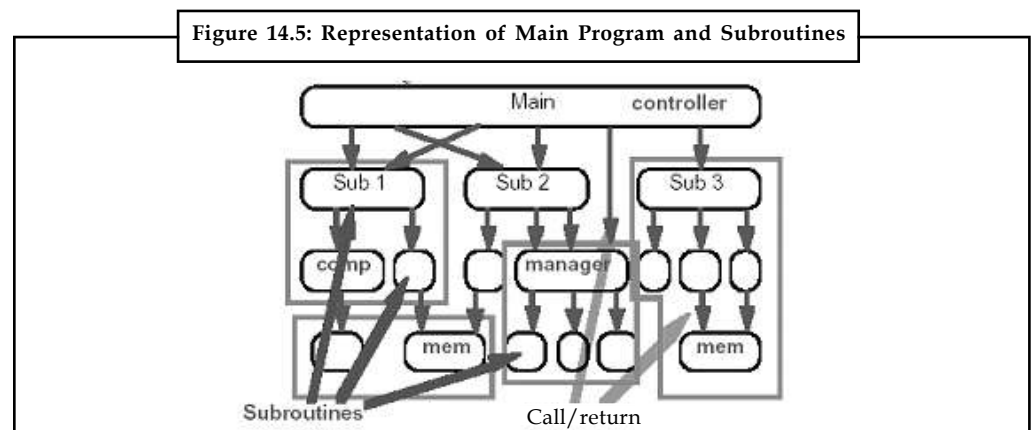 Figure 14.5: Representation of Main Program and Subroutines
Main controller
Sub 1 Sub 2 Sub 3
comp manager
mem mem
Subroutines Call/return